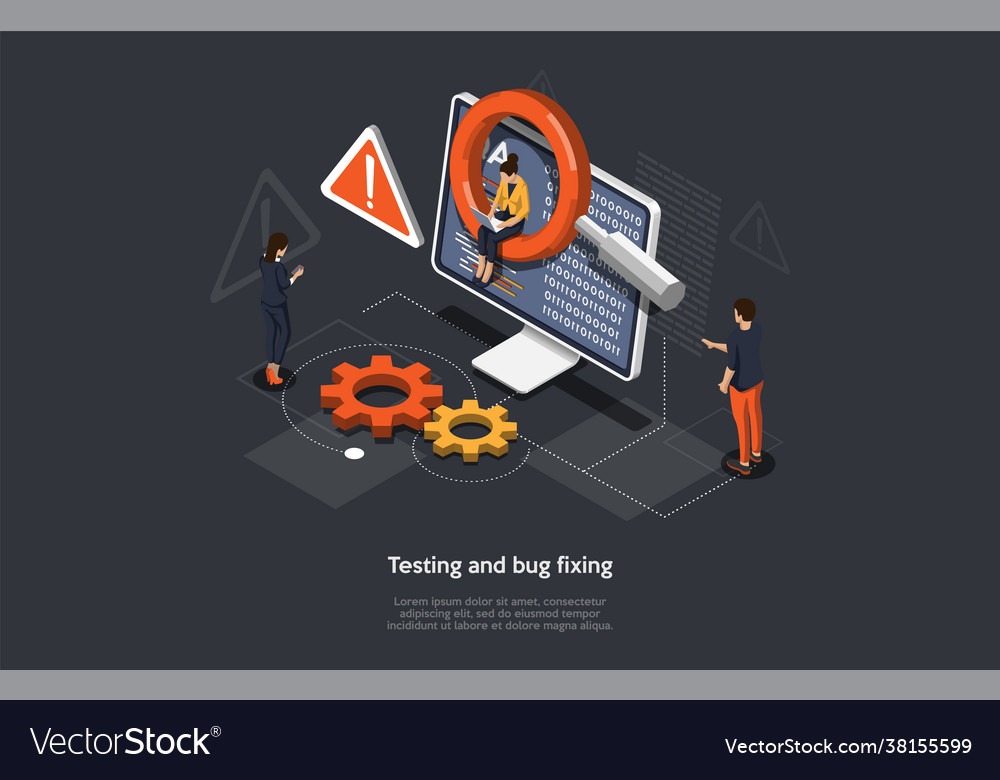 !
A
Testing and bug fixing
Lorem ipsum dolor sit amet, consectetur
adipiscing elit, sed do eiusmod tempor
incididunt ut labore et dolore magna aliqua.
VectorStock®
VectorStock.com/38155599